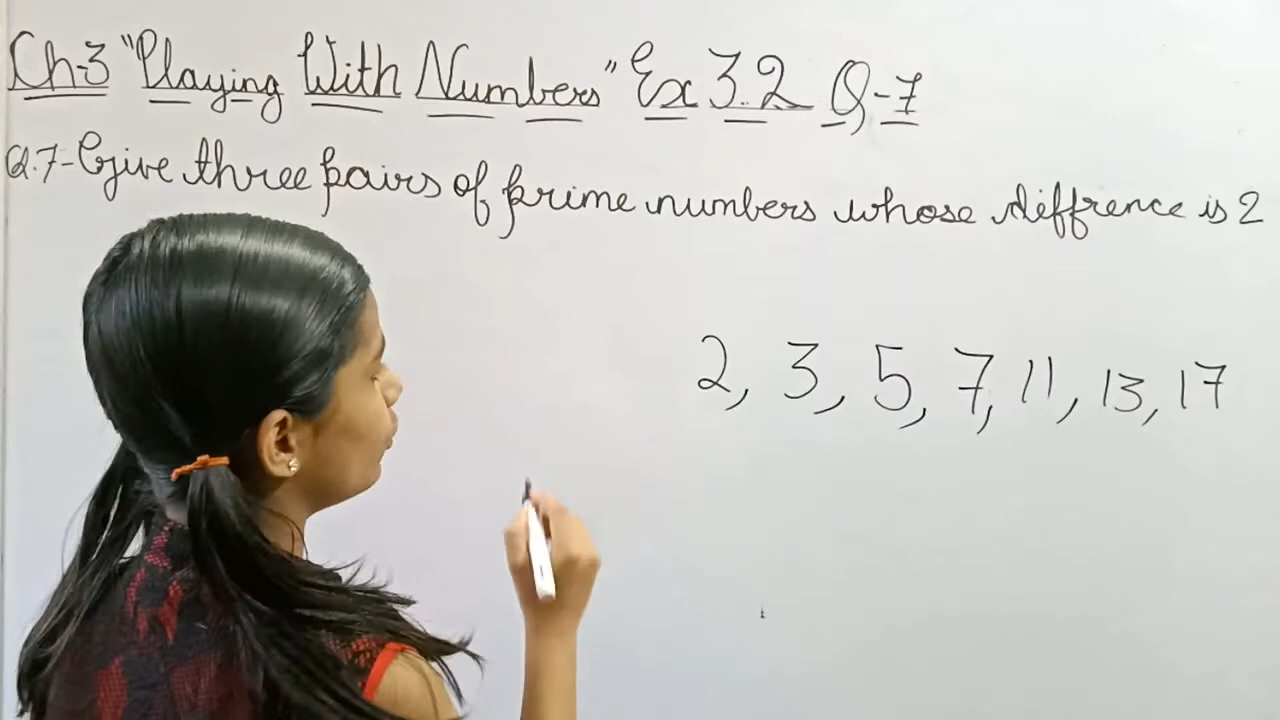 Ch-3 "Playing With Numbers" Ex 3.2 Q-7
Q.7-Give three pairs of prime numbers whose diffrence is 2
2, 3, 5, 7, 11, 13, 17